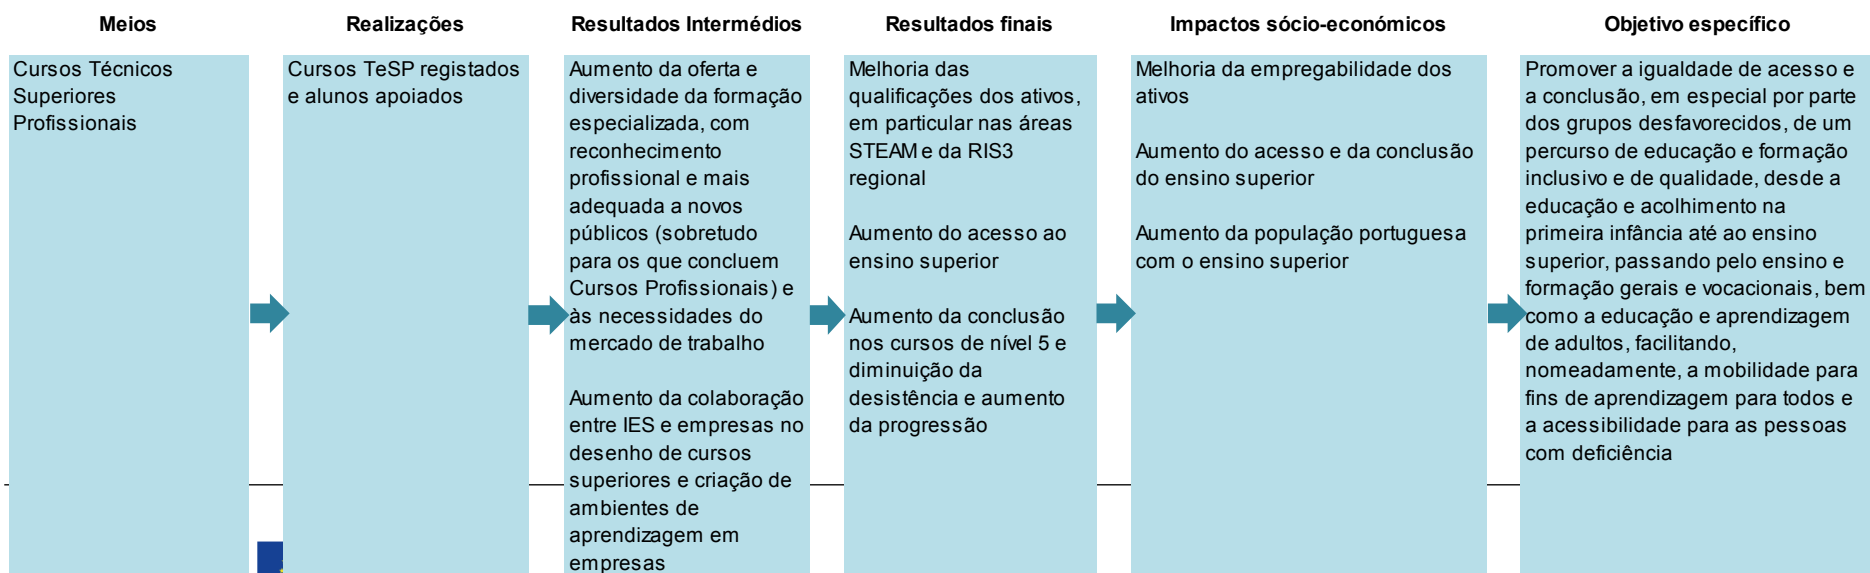 Meios
Cursos Técnicos
Superiores
Profissionais
Realizações
Cursos TeSP registados
e alunos apoiados
Resultados Intermédios
Aumento da oferta e
diversidade da formação
especializada, com
reconhecimento
profissional e mais
adequada a novos
públicos (sobretudo
para os que concluem
Cursos Profissionais) e
às necessidades do
mercado de trabalho
Aumento da colaboração
entre IES e empresas no
desenho de cursos
superiores e criação de
ambientes de
aprendizagem em
empresas
Resultados finais
Melhoria das
qualificações dos ativos,
em particular nas áreas
STEAM e da RIS3
regional
Aumento do acesso ao
ensino superior
Aumento da conclusão
nos cursos de nível 5 e
diminuição da
desistência e aumento
da progressão
Impactos sócio-económicos
Melhoria da empregabilidade dos
ativos
Aumento do acesso e da conclusão
do ensino superior
Aumento da população portuguesa
com o ensino superior
Objetivo específico
Promover a igualdade de acesso e
a conclusão, em especial por parte
dos grupos desfavorecidos, de um
percurso de educação e formação
inclusivo e de qualidade, desde a
educação e acolhimento na
primeira infância até ao ensino
superior, passando pelo ensino e
formação gerais e vocacionais, bem
como a educação e aprendizagem
de adultos, facilitando,
nomeadamente, a mobilidade para
fins de aprendizagem para todos e
a acessibilidade para as pessoas
com deficiência